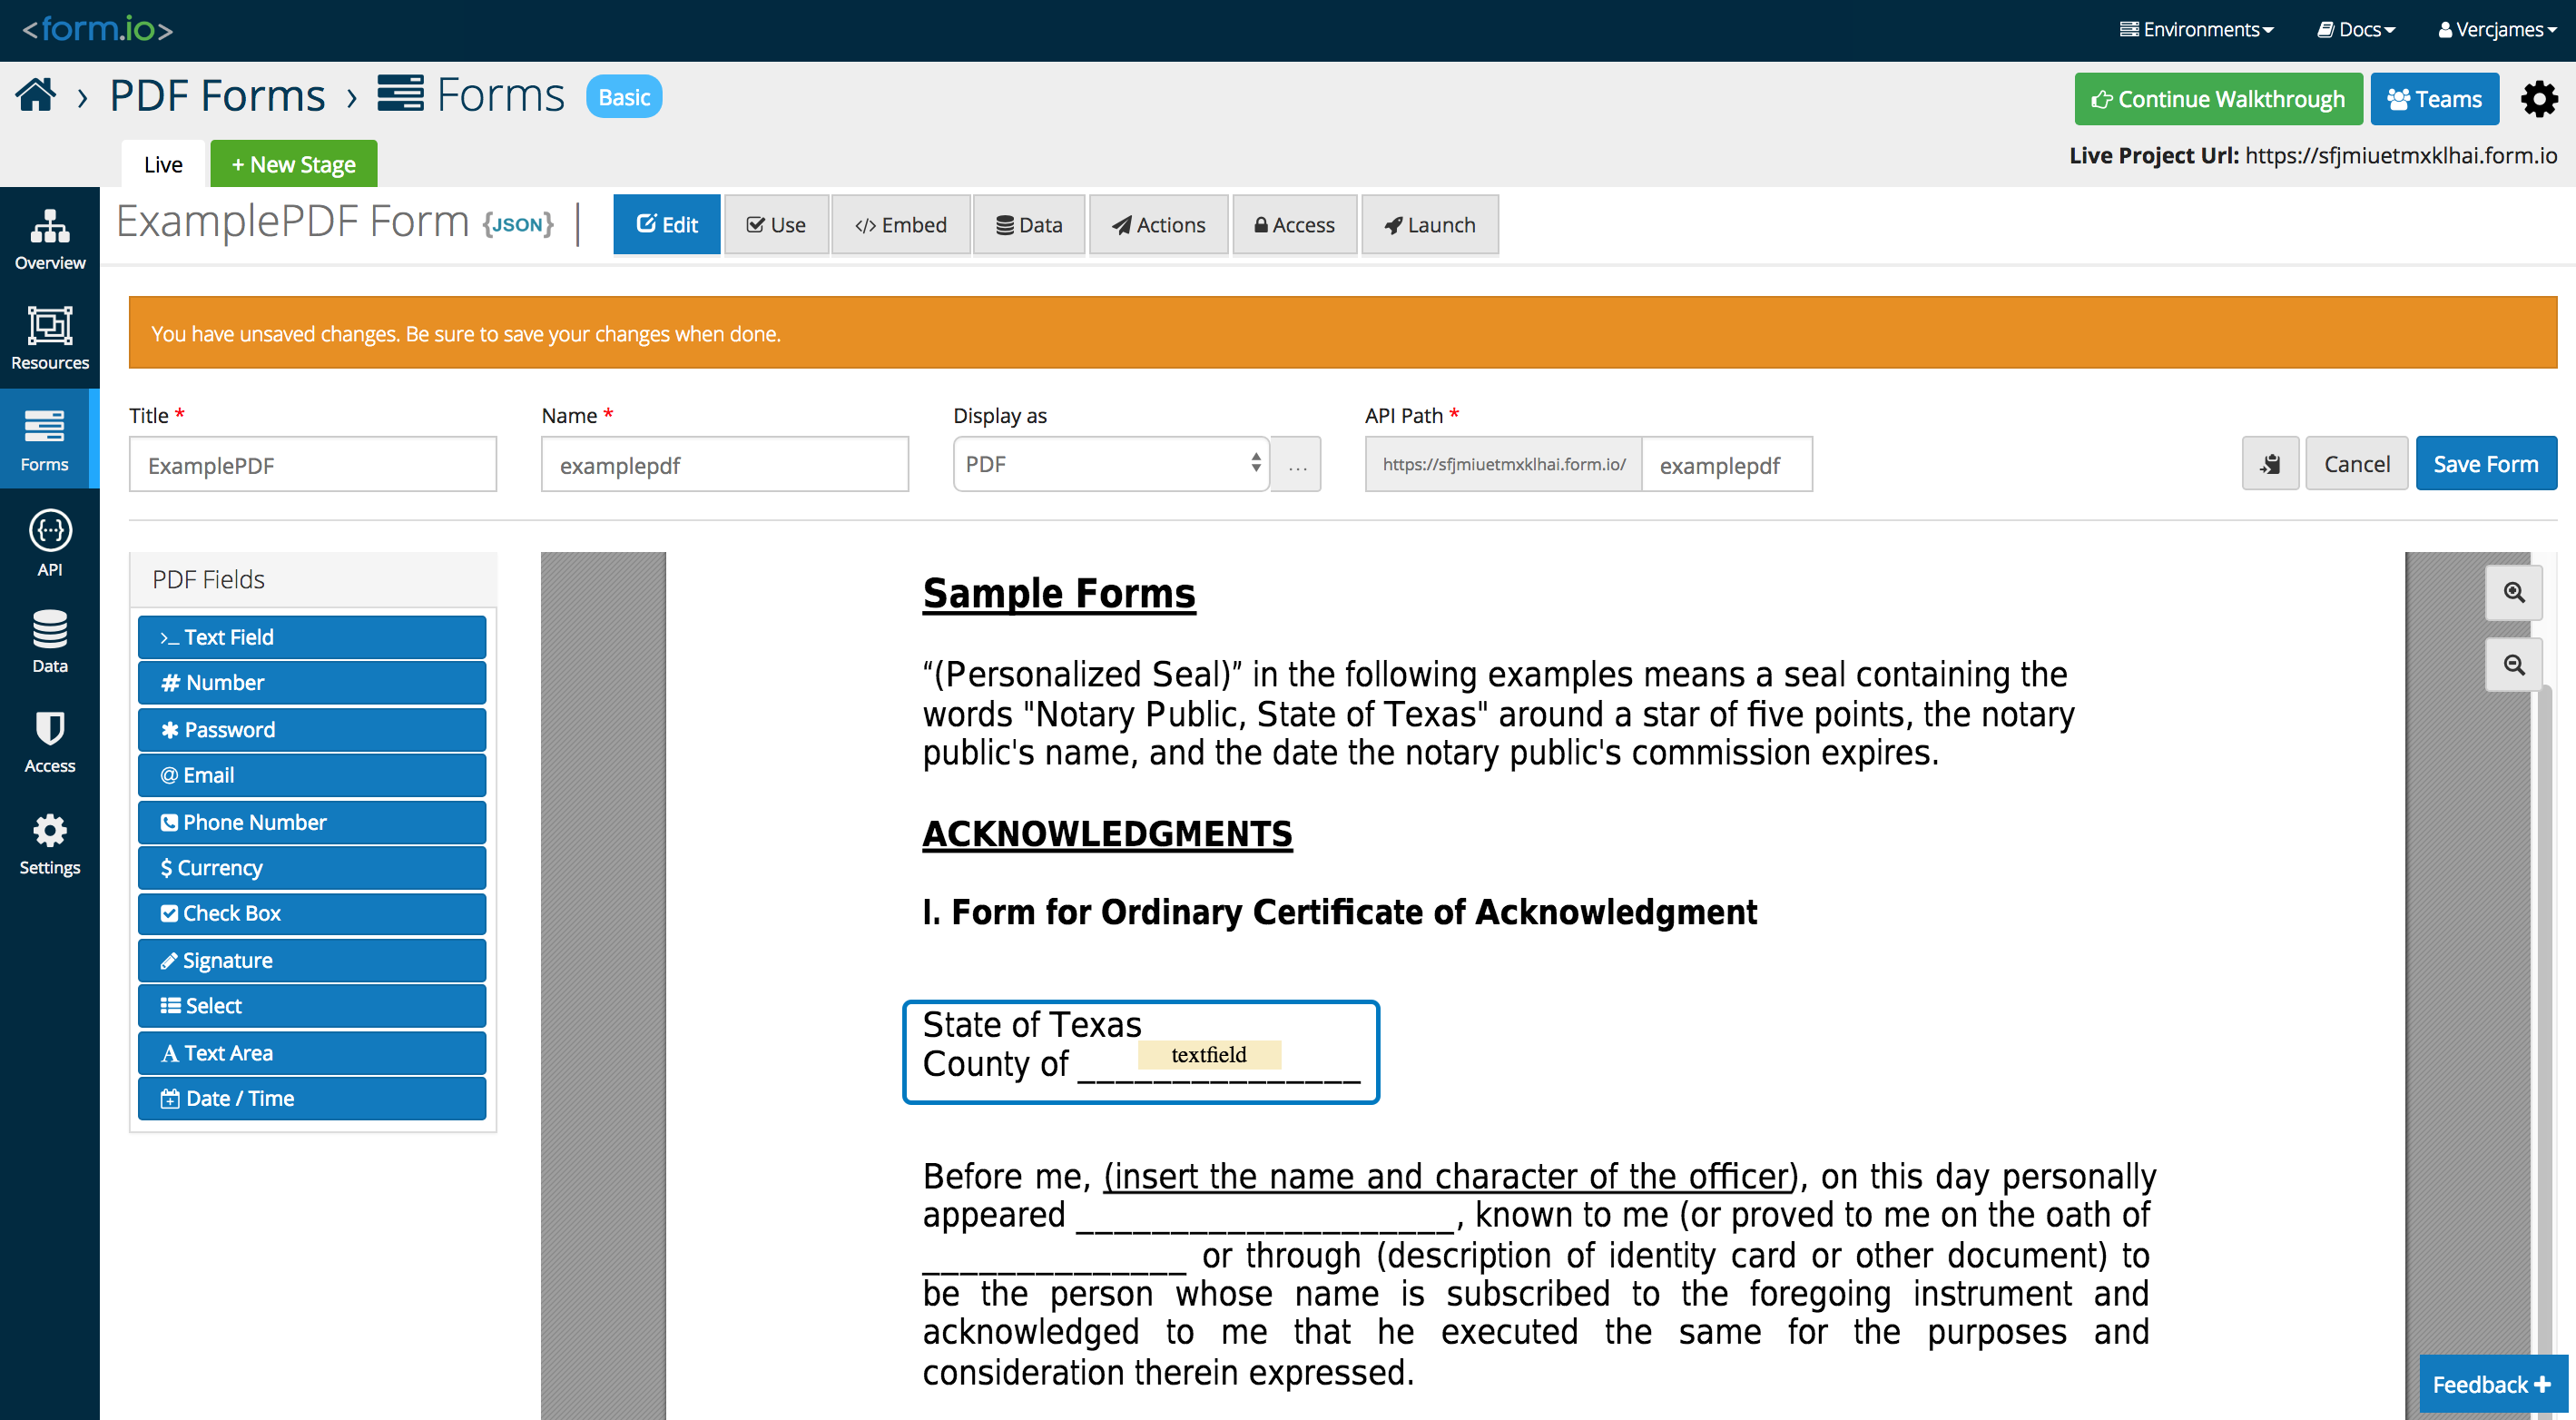 <form.io>
Environments
Docs
Vercjames
PDF Forms
Forms
Basic
Continue Walkthrough
Teams
Live
+ New Stage
Live Project Url: https://sfjmiuetmxklhai.form.io
ExamplePDF Form {JSON} |
Edit
Use
</> Embed
Data
Actions
Access
Launch
Overview
Resources
Forms
API
Data
Access
Settings
You have unsaved changes. Be sure to save your changes when done.
Title *
Name *
Display as
API Path *
ExamplePDF
examplepdf
PDF
...
https://sfjmiuetmxklhai.form.io/
examplepdf
Cancel
Save Form
PDF Fields
>_ Text Field
# Number
* Password
@ Email
Phone Number
$ Currency
Check Box
Signature
Select
A Text Area
Date / Time
Sample Forms
“(Personalized Seal)” in the following examples means a seal containing the
words "Notary Public, State of Texas" around a star of five points, the notary
public's name, and the date the notary public's commission expires.
ACKNOWLEDGMENTS
I. Form for Ordinary Certificate of Acknowledgment
State of Texas
County of _______________
textfield
Before me, (insert the name and character of the officer), on this day personally
appeared ____________________, known to me (or proved to me on the oath of
______________ or through (description of identity card or other document) to
be the person whose name is subscribed to the foregoing instrument and
acknowledged to me that he executed the same for the purposes and
consideration therein expressed.
Feedback +